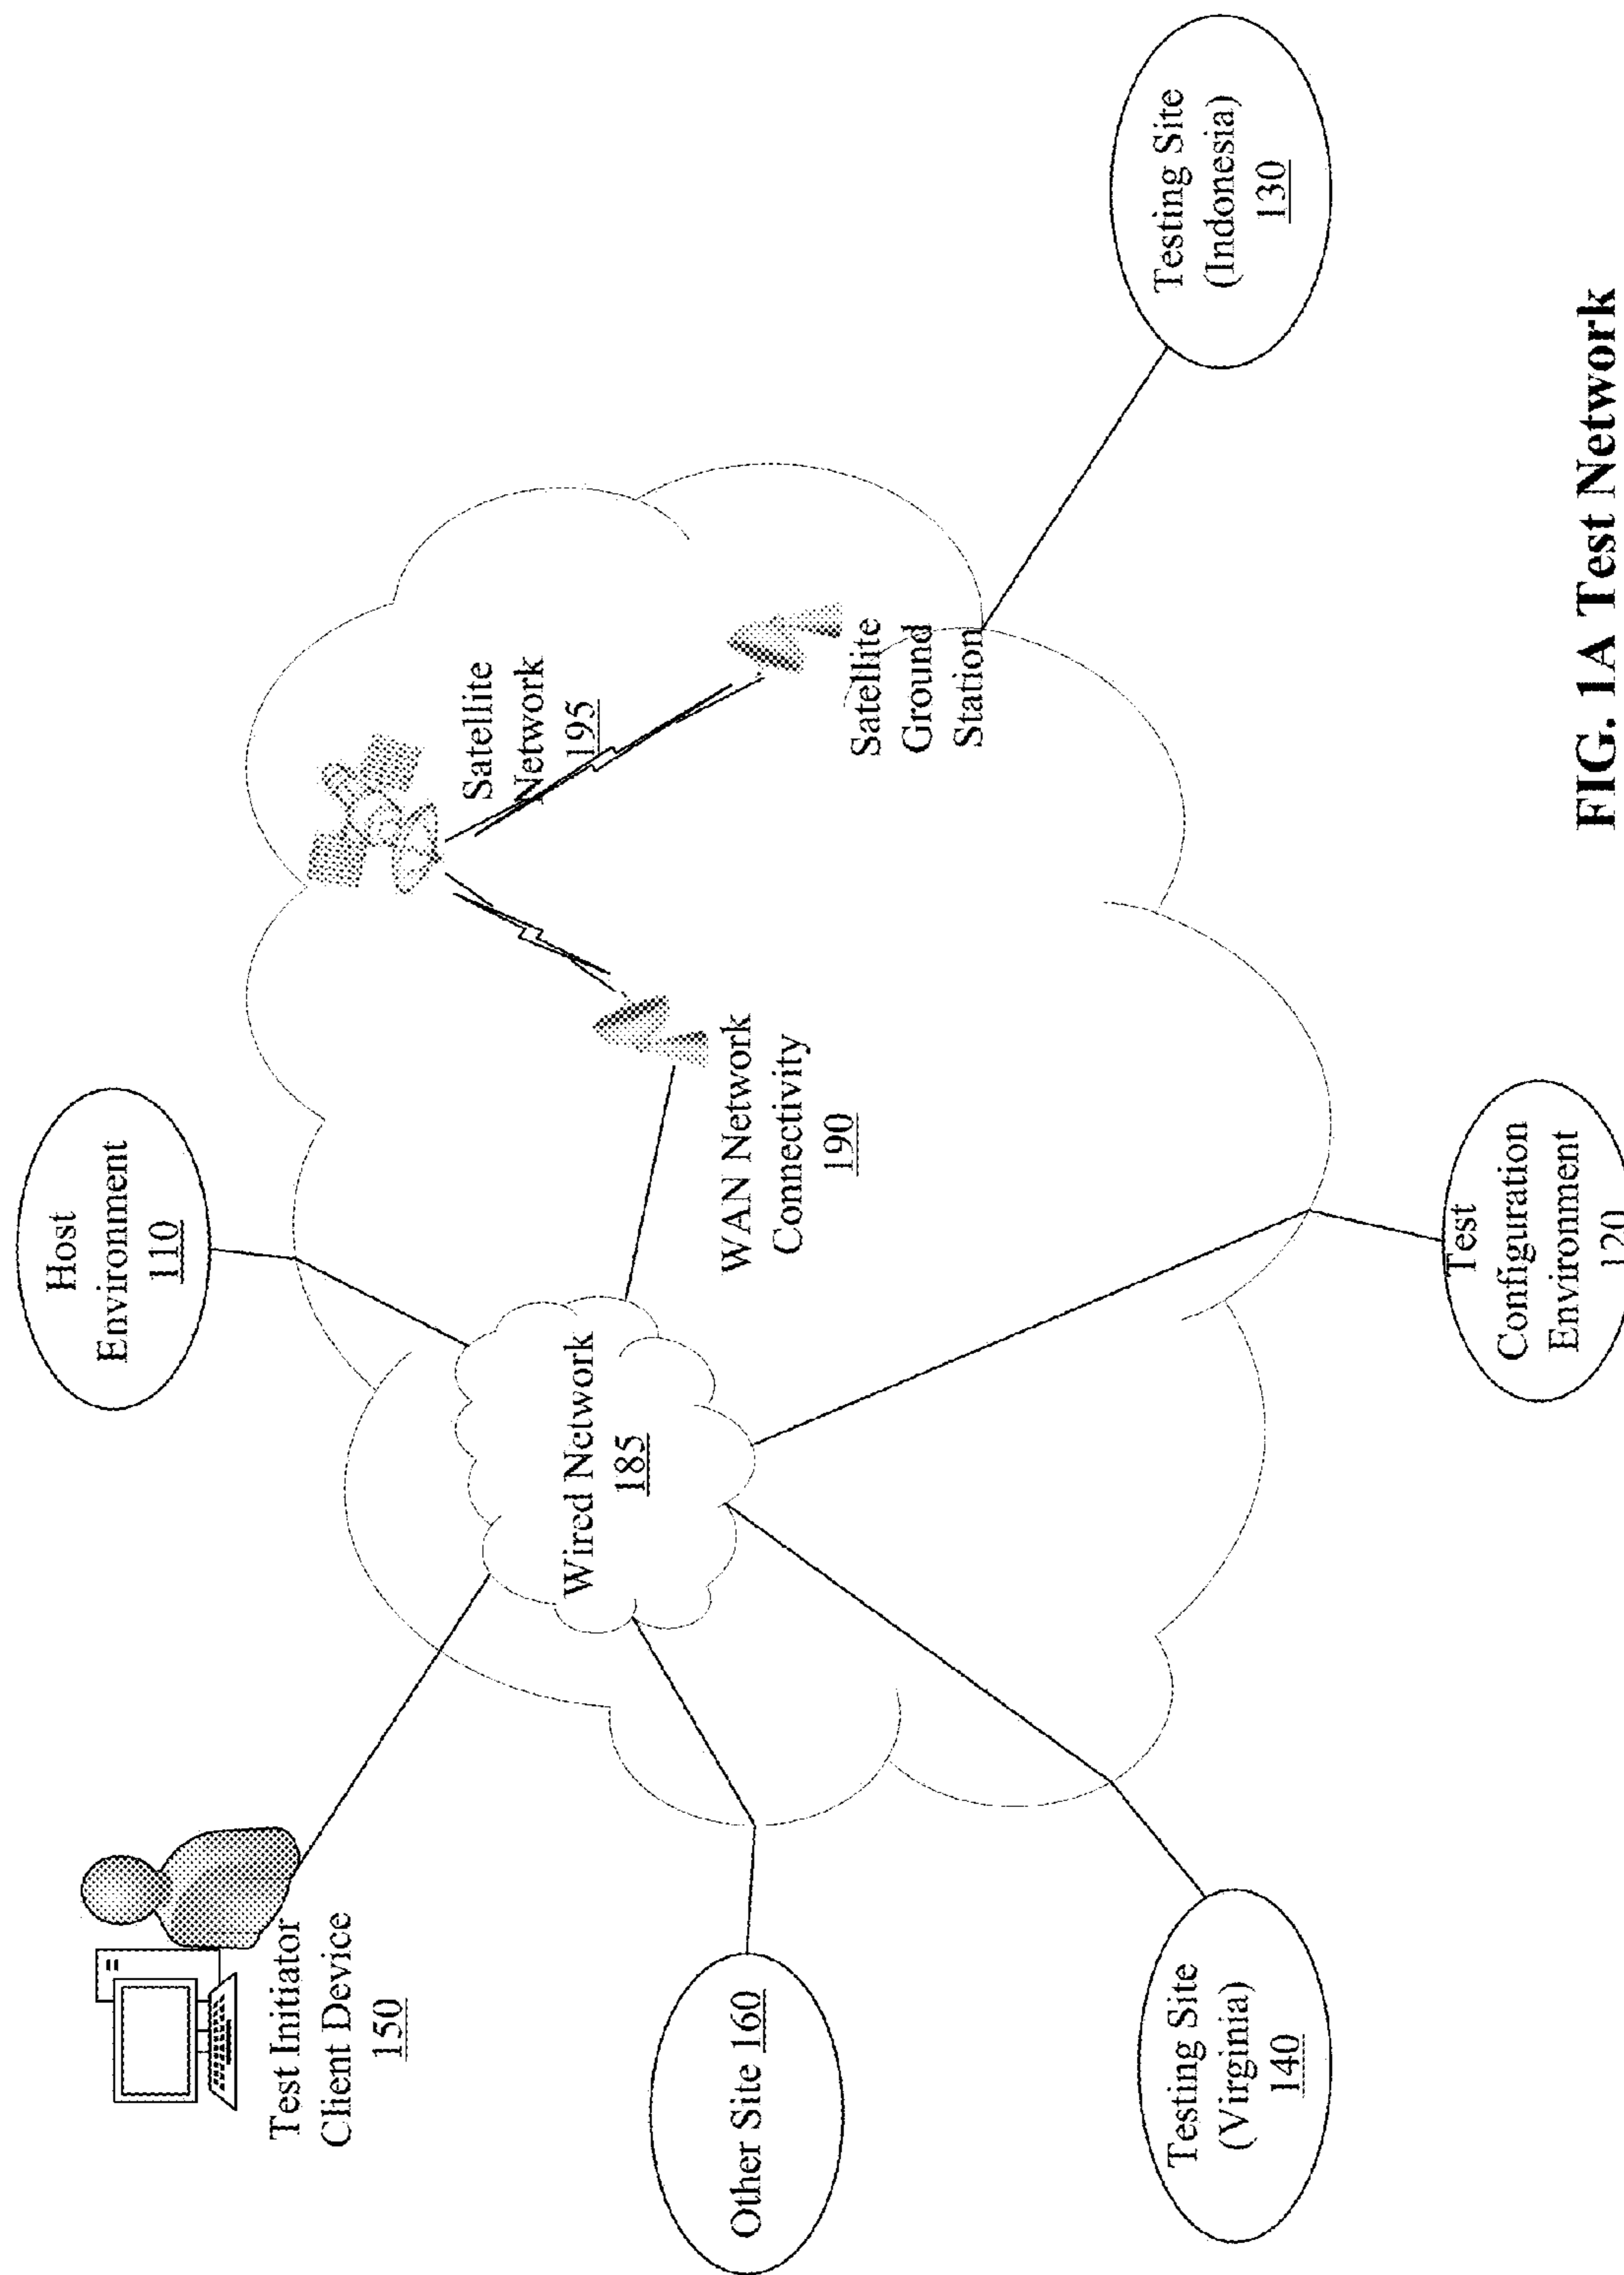 Test Initiator
Client Device
150
Host
Environment
110
Satellite
Network
195
Wired Network
185
WAN Network
Connectivity
190
Satellite
Ground
Station
Other Site 160
Testing Site
(Virginia)
140
Test
Configuration
Environment
120
Testing Site
(Indonesia)
130
FIG. 1A Test Network